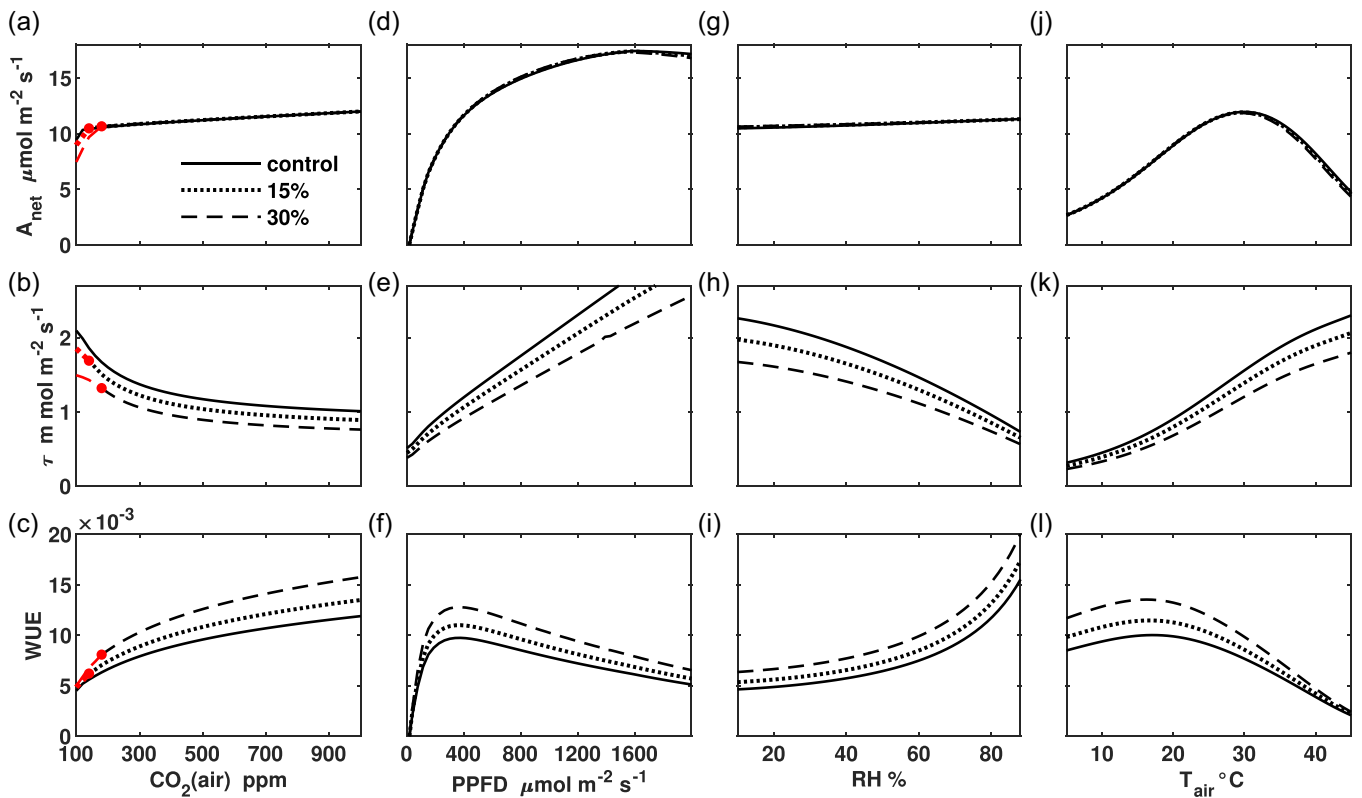 (a) (d) (g) (j)
A_net μmol m⁻² s⁻¹
15
10
5
0
control
15%
30%
(b) (e) (h) (k)
τ m mol m⁻² s⁻¹
2
1
0
(c) (f) (i) (l)
×10⁻³
WUE
20
15
10
5
0
100 300 500 700 900
0 400 800 1200 1600
20 40 60 80
10 20 30 40
CO₂(air) ppm
PPFD μmol m⁻² s⁻¹
RH %
T_air °C